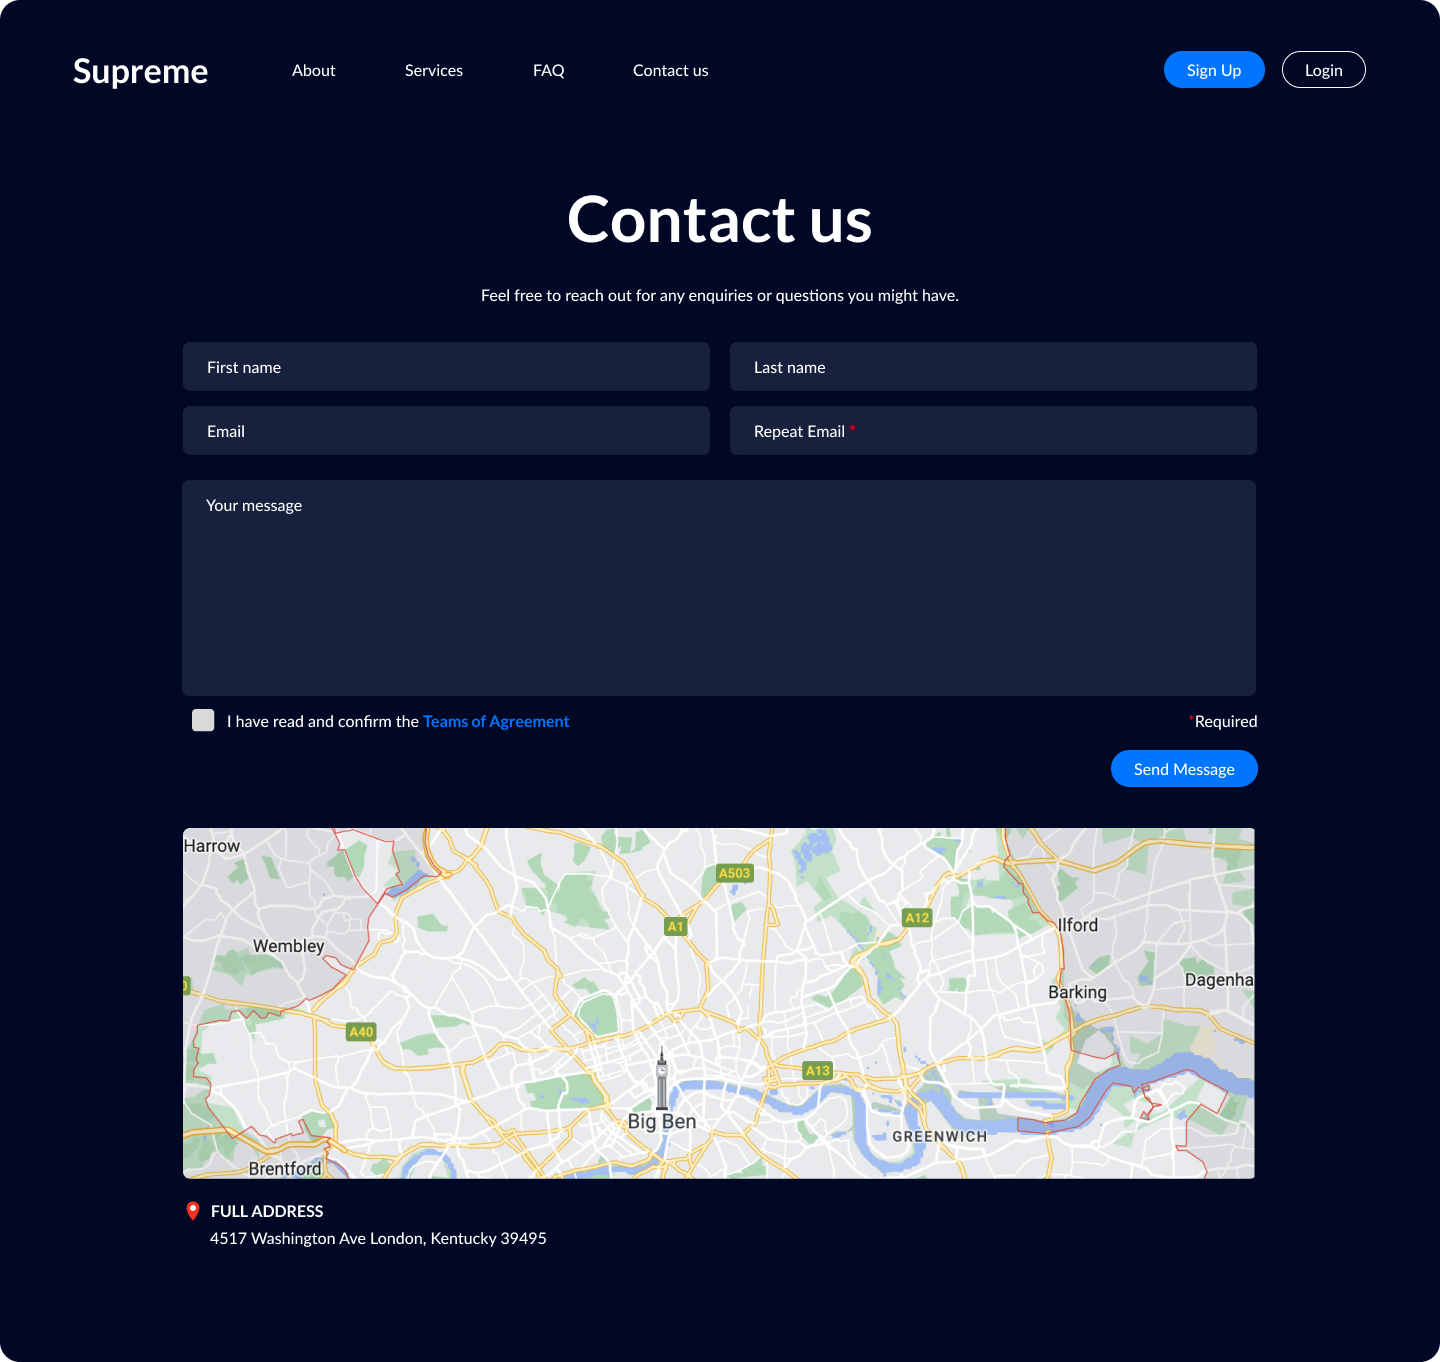 Supreme
About
Services
FAQ
Contact us
Sign Up
Login
Contact us
Feel free to reach out for any enquiries or questions you might have.
First name
Last name
Email
Repeat Email *
Your message
I have read and confirm the Teams of Agreement
*Required
Send Message
Harrow
A503
A12
A1
Ilford
Wembley
Dagenha
Barking
A40
A13
Big Ben
GREENWICH
Brentford
FULL ADDRESS
4517 Washington Ave London, Kentucky 39495